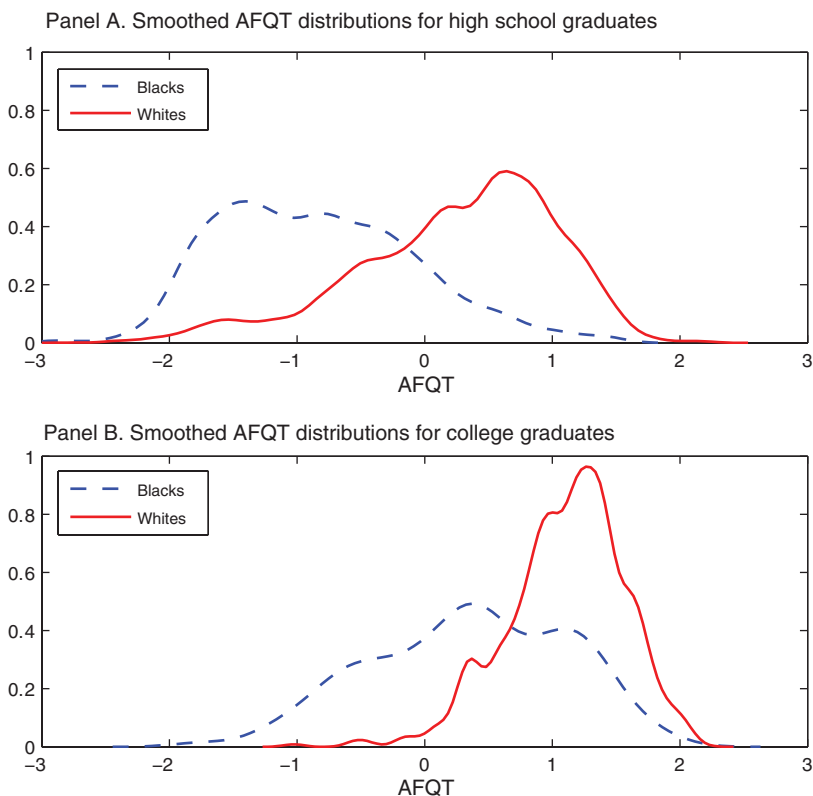 Panel A. Smoothed AFQT distributions for high school graduates
1
0.8
0.6
0.4
0.2
0
Blacks
Whites
−3 −2 −1 0 1 2 3
AFQT
Panel B. Smoothed AFQT distributions for college graduates
1
0.8
0.6
0.4
0.2
0
Blacks
Whites
−3 −2 −1 0 1 2 3
AFQT